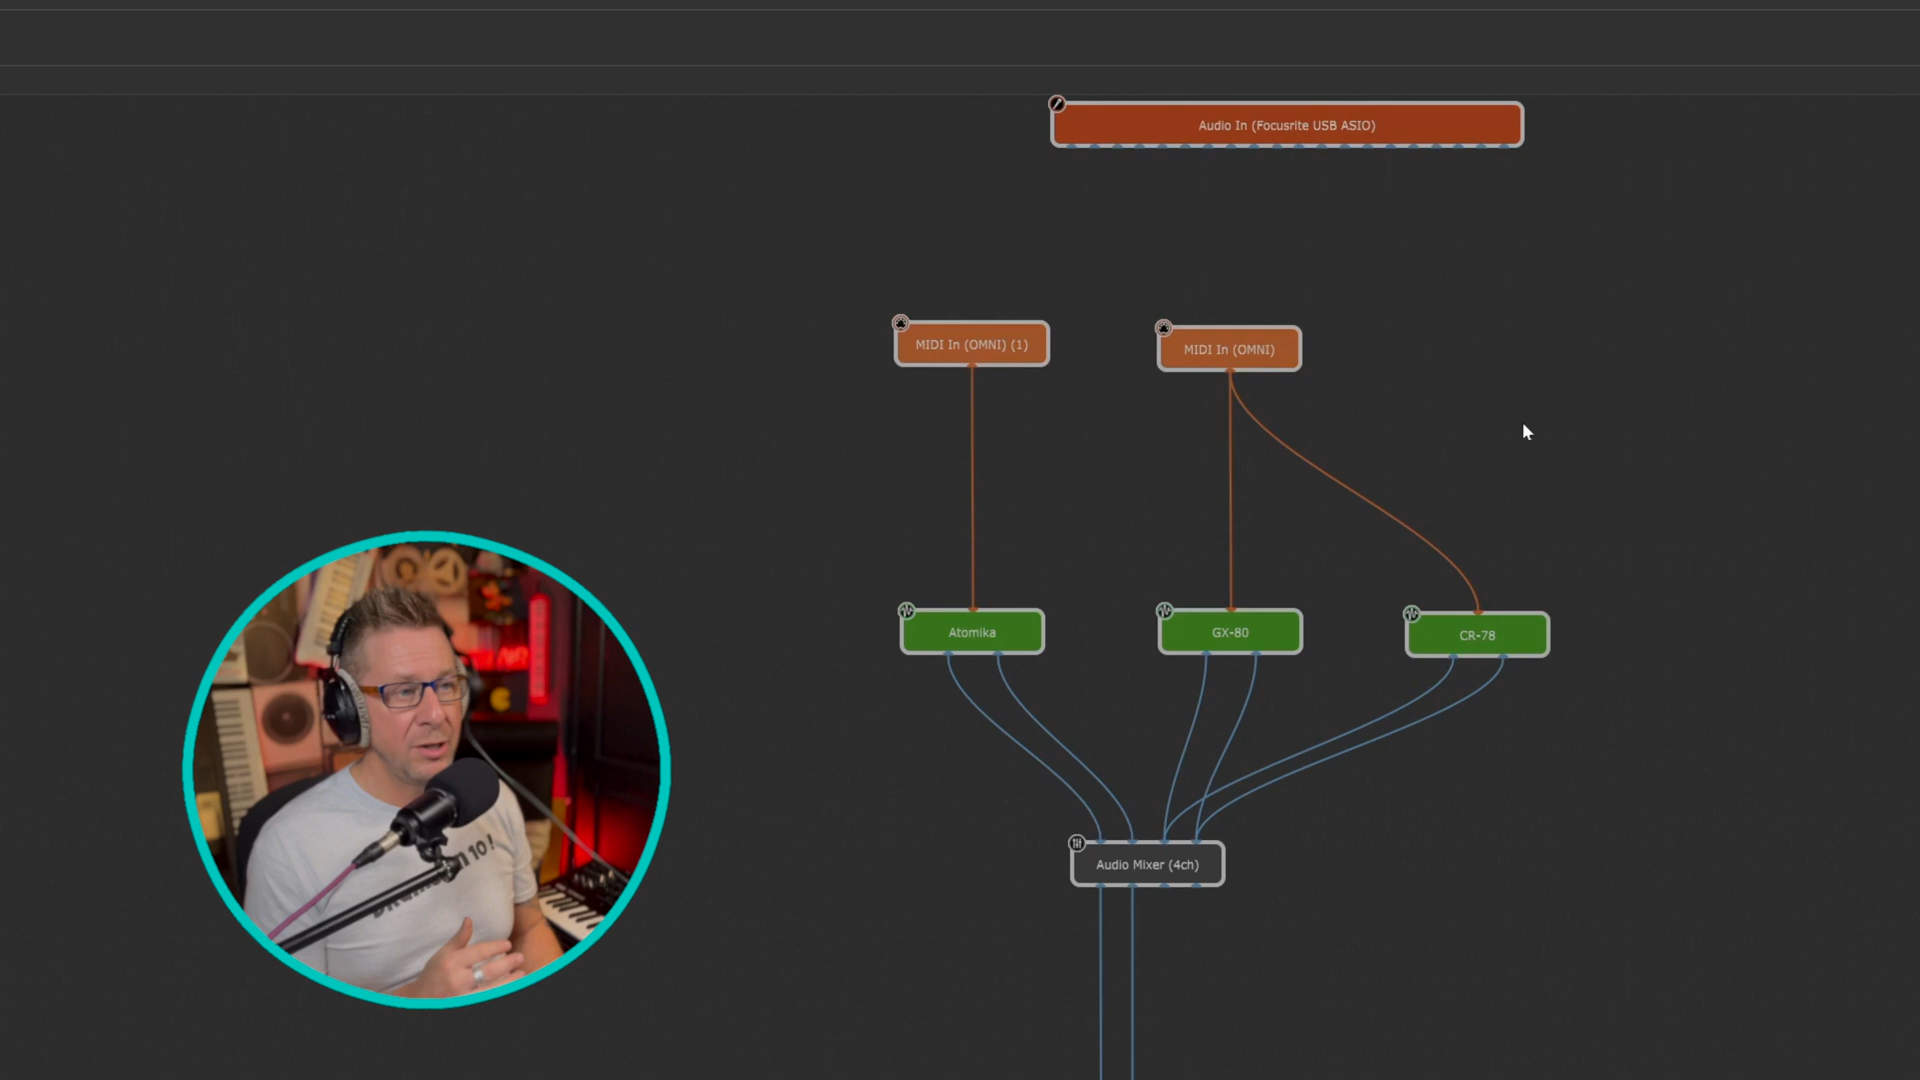 Audio In (Focusrite USB ASIO)
MIDI In (OMNI) (1)
MIDI In (OMNI)
Atomika
GX-80
CR-78
Audio Mixer (4ch)
10!